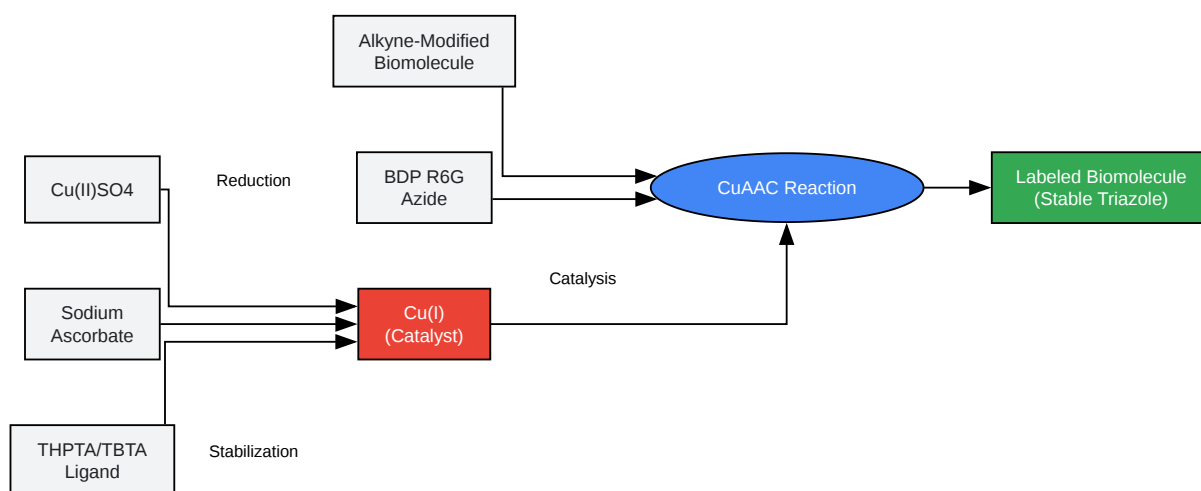 Alkyne-Modified
Biomolecule
Cu(II)SO4
Reduction
BDP R6G
Azide
CuAAC Reaction
Labeled Biomolecule
(Stable Triazole)
Catalysis
Sodium
Ascorbate
Cu(I)
(Catalyst)
THPTA/TBTA
Ligand
Stabilization